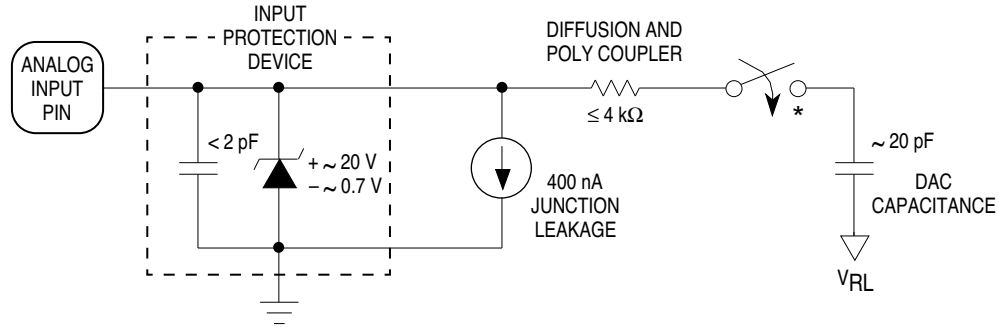 INPUT
PROTECTION
DEVICE
ANALOG
INPUT
PIN
< 2 pF
+ ~ 20 V
– ~ 0.7 V
400 nA
JUNCTION
LEAKAGE
DIFFUSION AND
POLY COUPLER
≤ 4 kΩ
*
~ 20 pF
DAC
CAPACITANCE
VRL